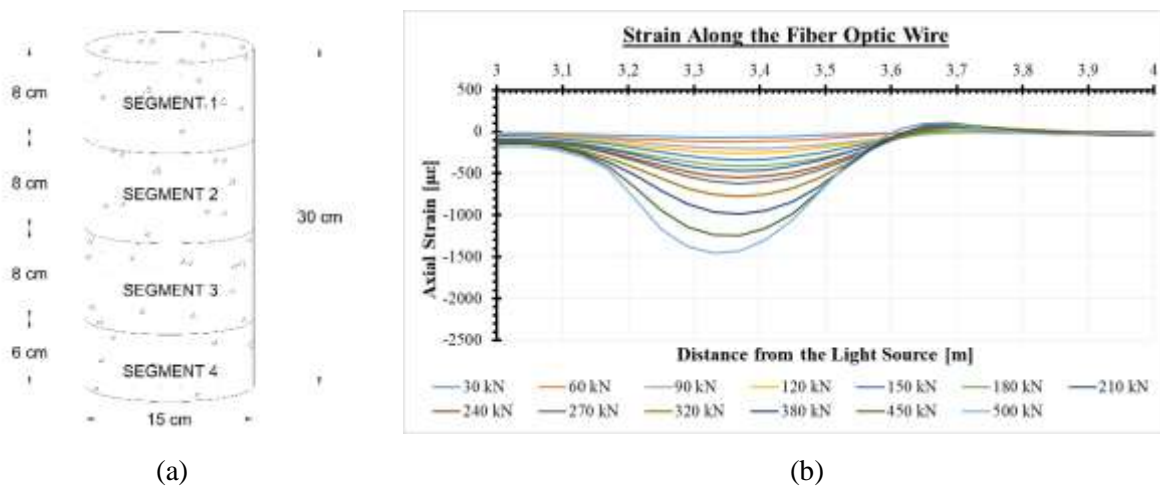 8 cm
SEGMENT 1
8 cm
SEGMENT 2
30 cm
8 cm
SEGMENT 3
6 cm
SEGMENT 4
15 cm
(a)
Strain Along the Fiber Optic Wire
3 3.1 3.2 3.3 3.4 3.5 3.6 3.7 3.8 3.9 4
500
0
-500
-1000
-1500
-2000
-2500
Axial Strain [με]
Distance from the Light Source [m]
30 kN 60 kN 90 kN 120 kN 150 kN 180 kN 210 kN
240 kN 270 kN 320 kN 380 kN 450 kN 500 kN
(b)